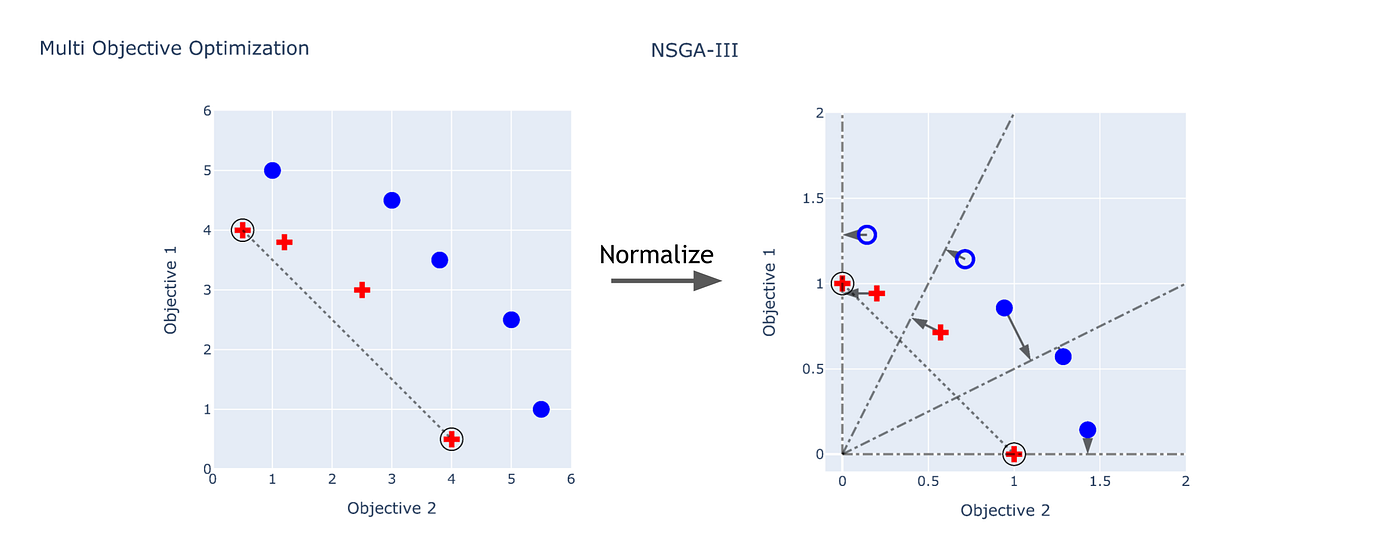 Multi Objective Optimization
NSGA-III
6
5
4
3
2
1
0
0 1 2 3 4 5 6
Objective 1
Objective 2
Normalize
2
1.5
1
0.5
0
0 0.5 1 1.5 2
Objective 1
Objective 2